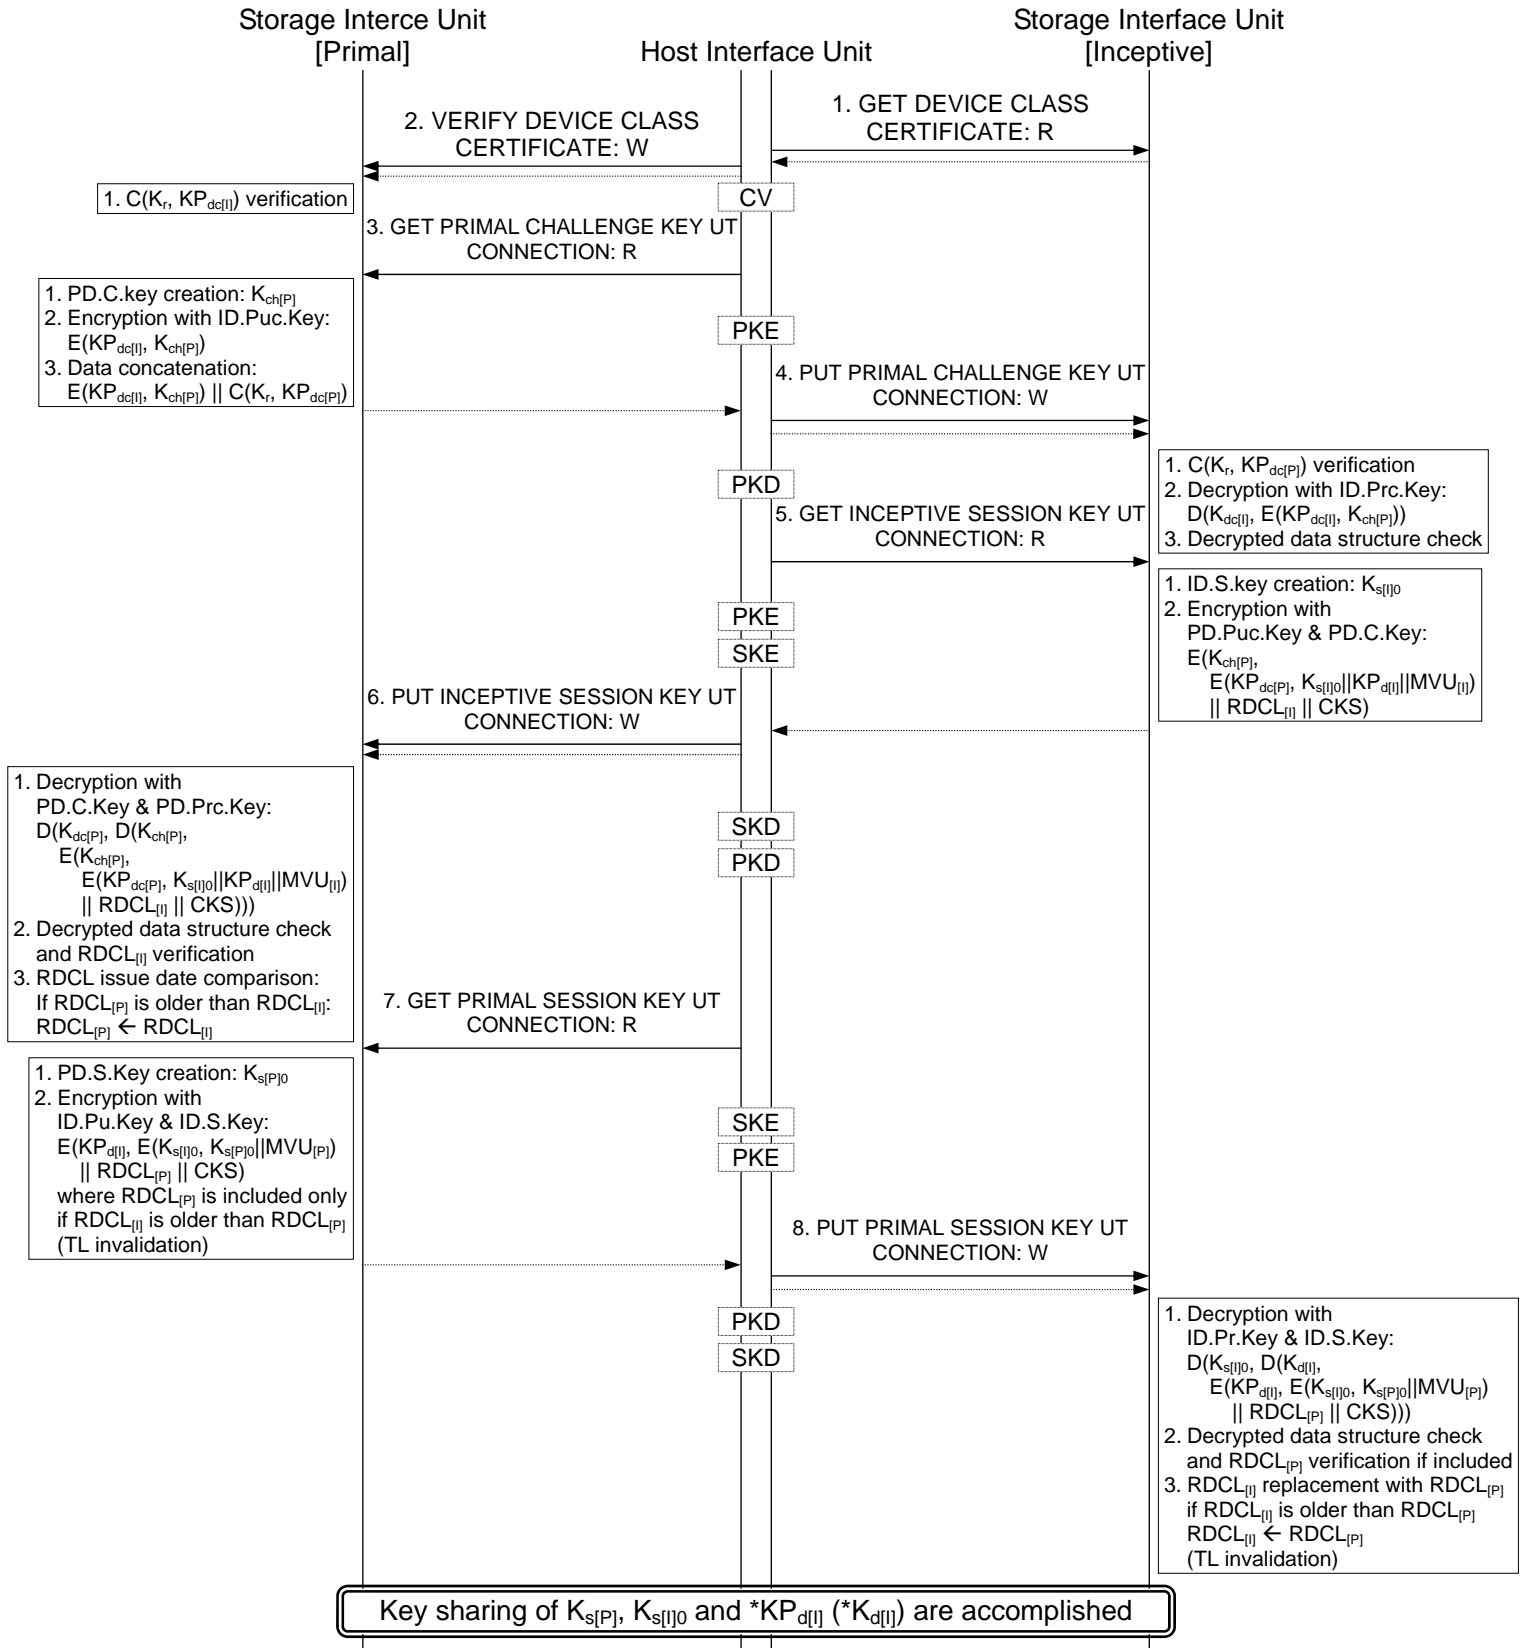 Storage Interce Unit
[Primal]
Host Interface Unit
Storage Interface Unit
[Inceptive]
1. GET DEVICE CLASS
CERTIFICATE: R
2. VERIFY DEVICE CLASS
CERTIFICATE: W
1. C(Kr, KPdc[I]) verification
CV
3. GET PRIMAL CHALLENGE KEY UT
CONNECTION: R
1. PD.C.key creation: Kch[P]
2. Encryption with ID.Puc.Key:
E(KPdc[I], Kch[P])
3. Data concatenation:
E(KPdc[I], Kch[P]) || C(Kr, KPdc[P])
PKE
4. PUT PRIMAL CHALLENGE KEY UT
CONNECTION: W
1. C(Kr, KPdc[P]) verification
2. Decryption with ID.Prc.Key:
D(Kdc[I], E(KPdc[I], Kch[P]))
3. Decrypted data structure check
PKD
5. GET INCEPTIVE SESSION KEY UT
CONNECTION: R
1. ID.S.key creation: Ks[I]0
2. Encryption with
PD.Puc.Key & PD.C.Key:
E(Kch[P],
E(KPdc[P], Ks[I]0||KPd[I]||MVU[I])
|| RDCL[I] || CKS)
PKE
SKE
6. PUT INCEPTIVE SESSION KEY UT
CONNECTION: W
1. Decryption with
PD.C.Key & PD.Prc.Key:
D(Kdc[P], D(Kch[P],
E(Kch[P],
E(KPdc[P], Ks[I]0||KPd[I]||MVU[I])
|| RDCL[I] || CKS)))
2. Decrypted data structure check
and RDCL[I] verification
3. RDCL issue date comparison:
If RDCL[P] is older than RDCL[I]:
RDCL[P] ← RDCL[I]
SKD
PKD
7. GET PRIMAL SESSION KEY UT
CONNECTION: R
1. PD.S.Key creation: Ks[P]0
2. Encryption with
ID.Pu.Key & ID.S.Key:
E(KPd[I], E(Ks[I]0, Ks[P]0||MVU[P])
|| RDCL[P] || CKS)
where RDCL[P] is included only
if RDCL[I] is older than RDCL[P]
(TL invalidation)
SKE
PKE
8. PUT PRIMAL SESSION KEY UT
CONNECTION: W
PKD
SKD
1. Decryption with
ID.Pr.Key & ID.S.Key:
D(Ks[I]0, D(Kd[I],
E(KPd[I], E(Ks[I]0, Ks[P]0||MVU[P])
|| RDCL[P] || CKS)))
2. Decrypted data structure check
and RDCL[P] verification if included
3. RDCL[I] replacement with RDCL[P]
if RDCL[I] is older than RDCL[P]
RDCL[I] ← RDCL[P]
(TL invalidation)
Key sharing of Ks[P], Ks[I]0 and *KPd[I] (*Kd[I]) are accomplished